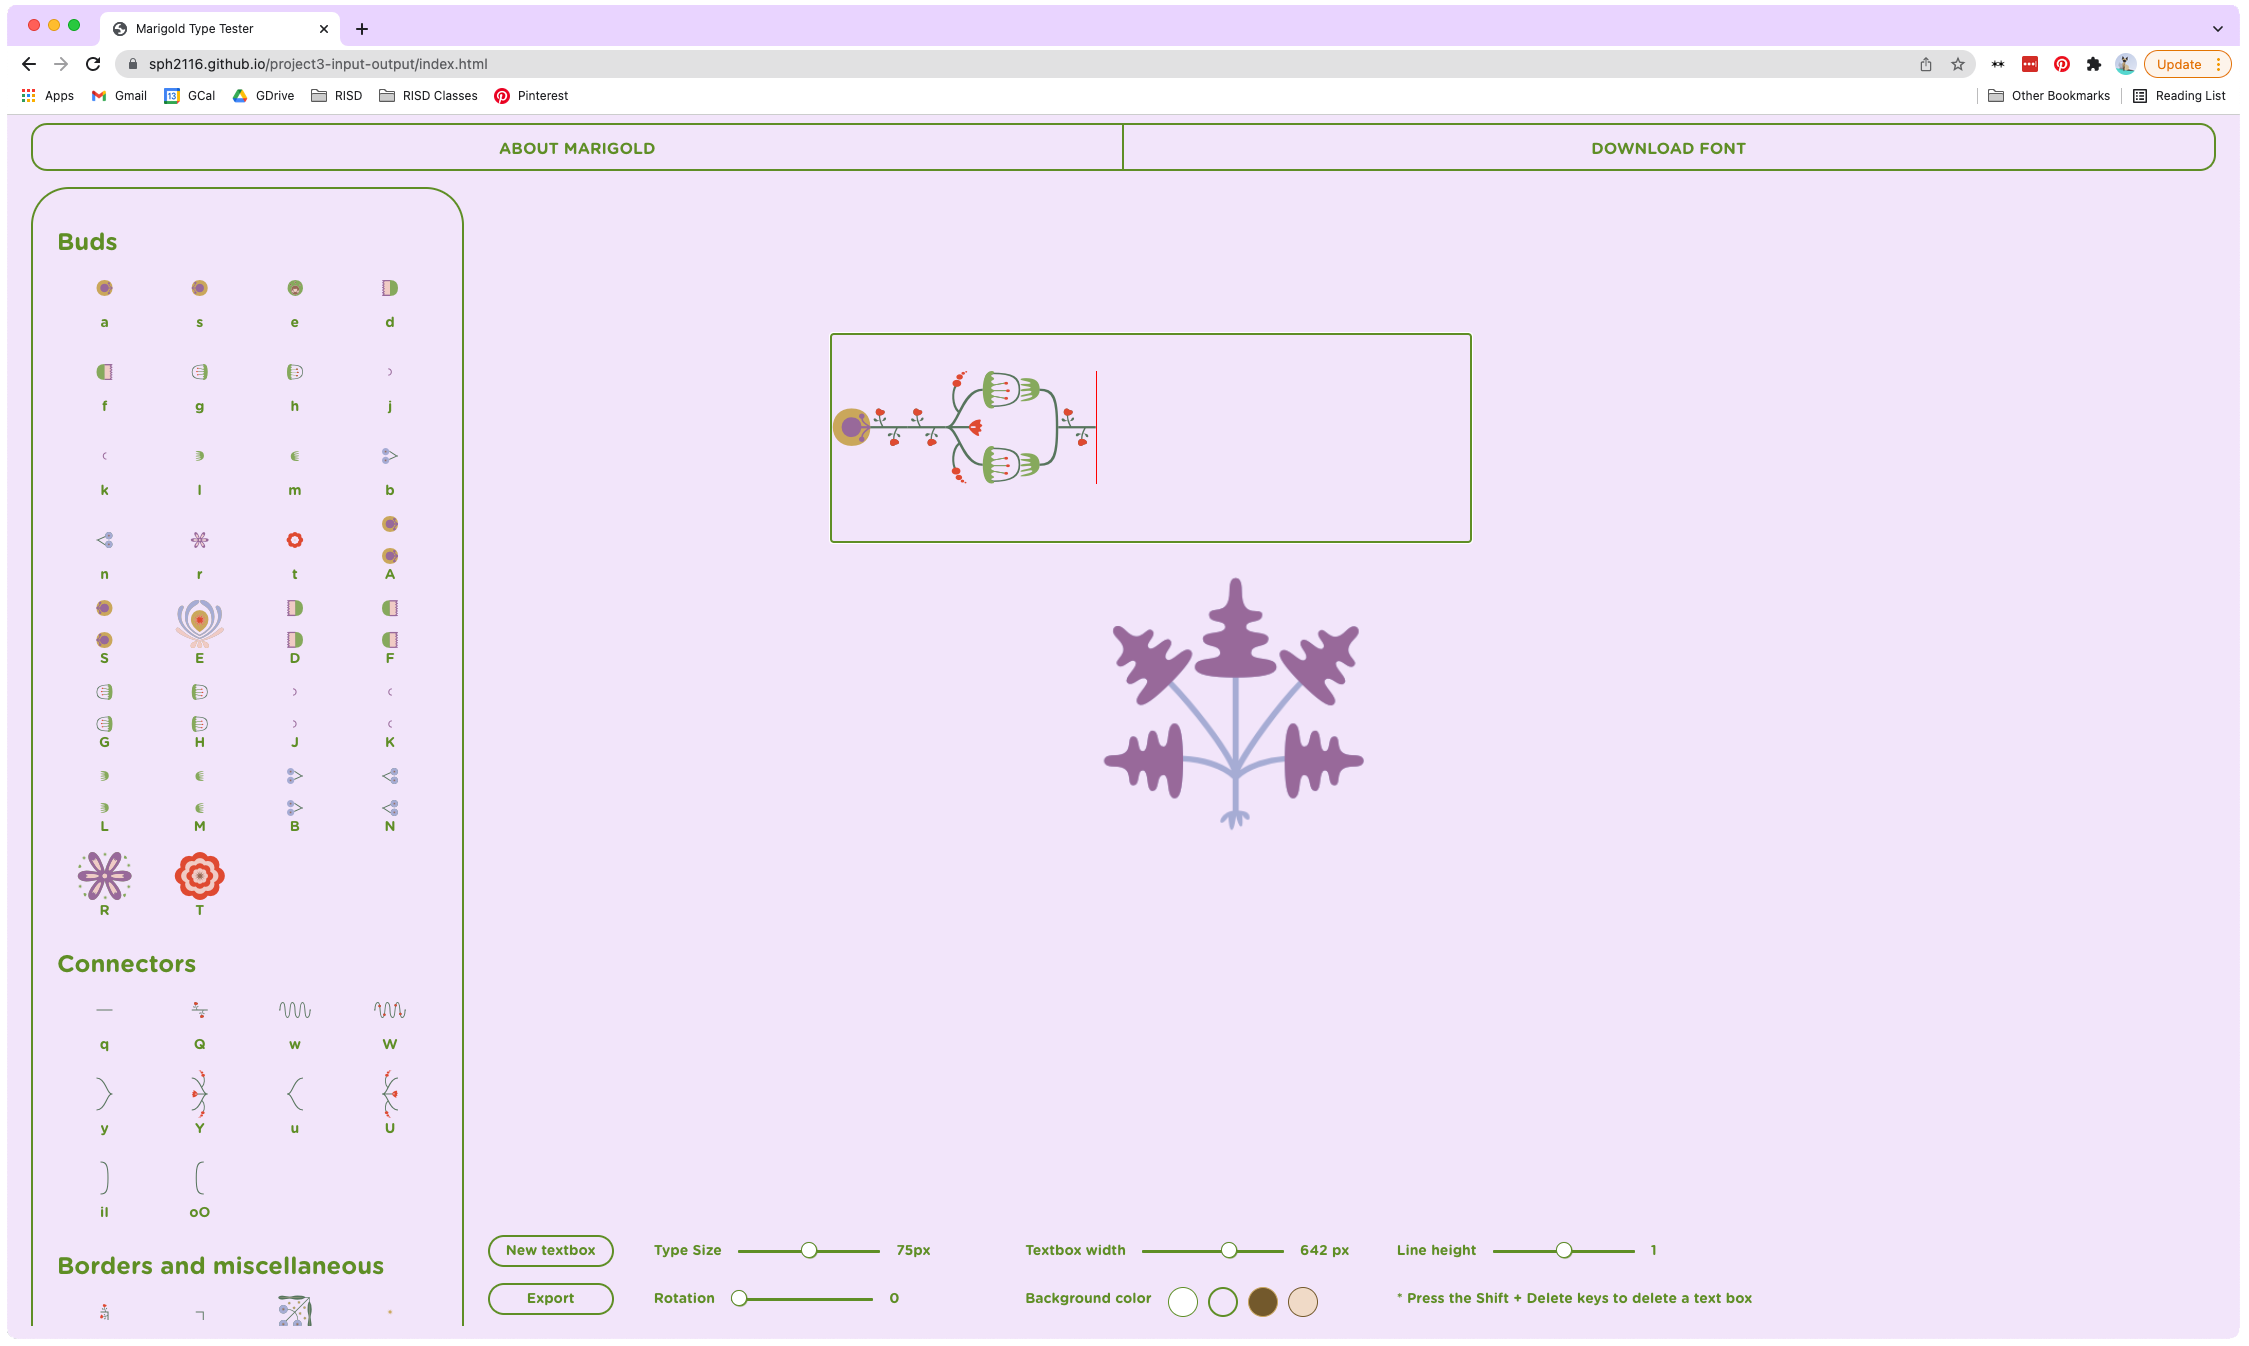 Marigold Type Tester
sph2116.github.io/project3-input-output/index.html
Update
Apps Gmail 13 GCal GDrive RISD RISD Classes Pinterest Other Bookmarks Reading List
ABOUT MARIGOLD DOWNLOAD FONT
Buds
a s e d
f g h j
k l m b
n r t A
S E D F
G H J K
L M B N
R T
Connectors
q Q w W
y Y u U
iI oO
Borders and miscellaneous
New textbox Type Size 75px Textbox width 642 px Line height 1
Export Rotation 0 Background color * Press the Shift + Delete keys to delete a text box